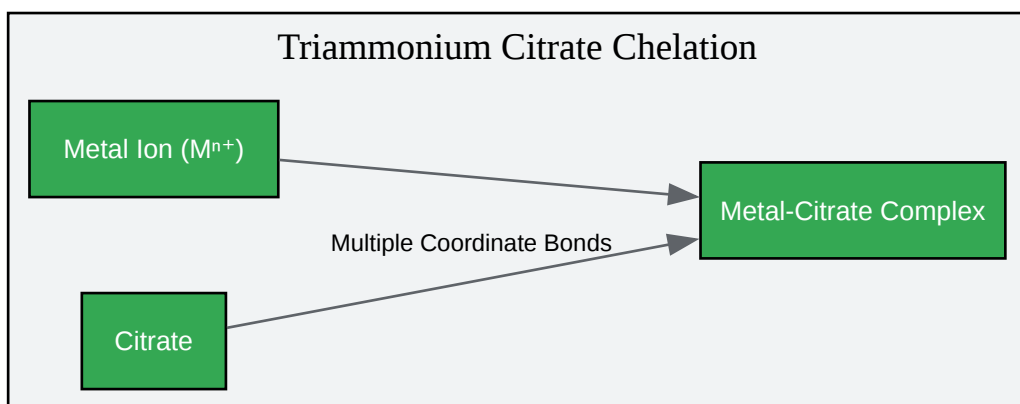 Triammonium Citrate Chelation
Metal Ion (Mⁿ⁺)
Metal-Citrate Complex
Multiple Coordinate Bonds
Citrate